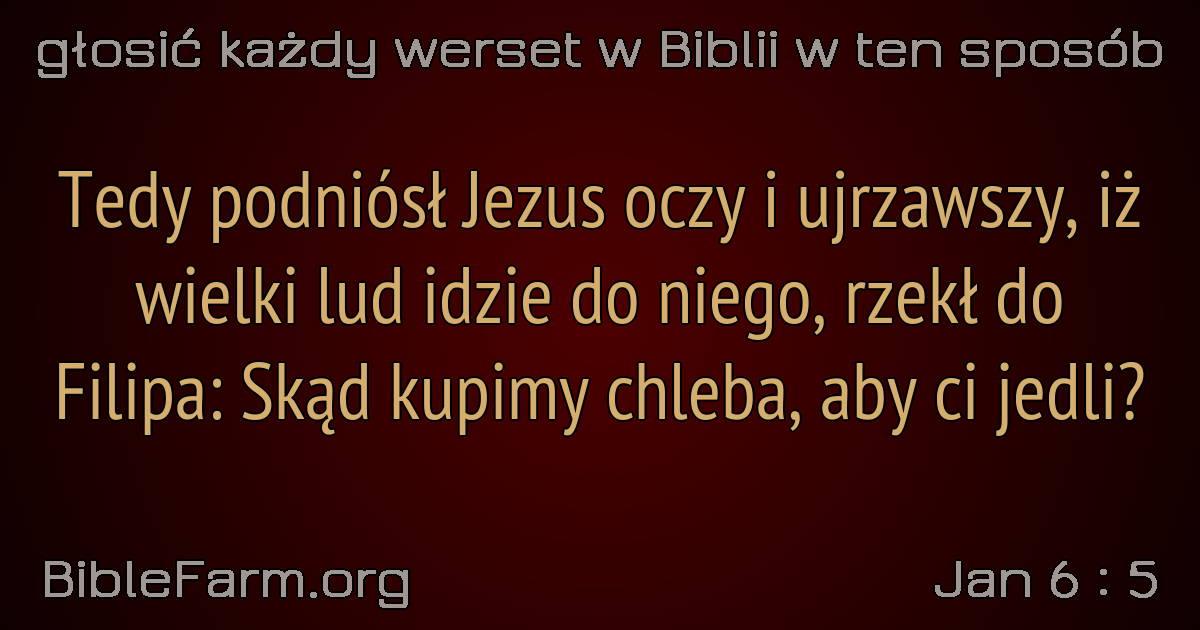 głosić każdy werset w Biblii w ten sposób
Tedy podniósł Jezus oczy i ujrzawszy, iż
wielki lud idzie do niego, rzekł do
Filipa: Skąd kupimy chleba, aby ci jedli?
BibleFarm.org
Jan 6 : 5